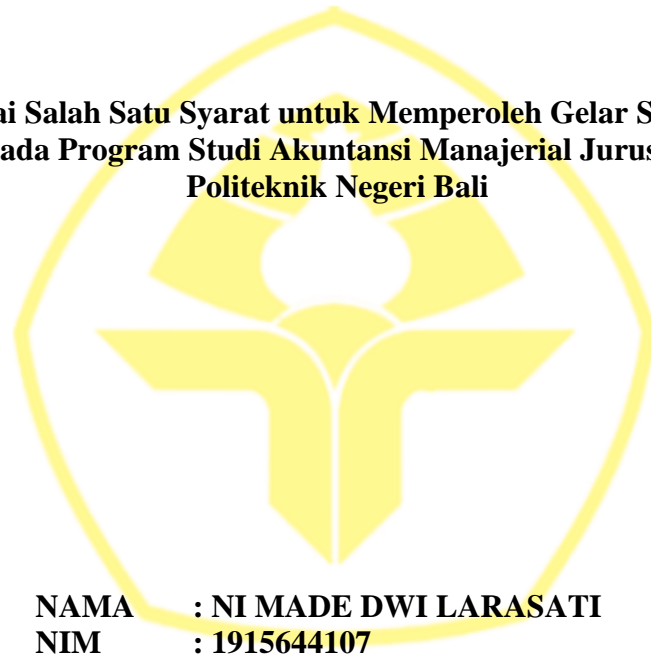 ai Salah Satu Syarat untuk Memperoleh Gelar S
ada Program Studi Akuntansi Manajerial Jurus
Politeknik Negeri Bali
NAMA : NI MADE DWI LARASATI
NIM : 1915644107